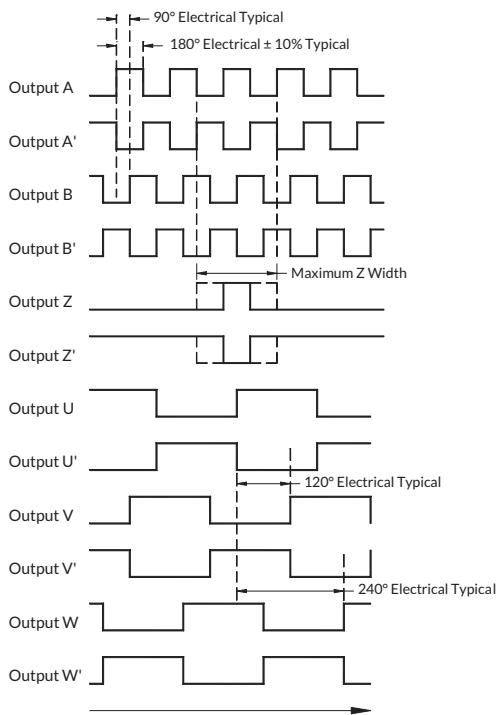 90° Electrical Typical
180° Electrical ± 10% Typical
Output A
Output A'
Output B
Output B'
Maximum Z Width
Output Z
Output Z'
Output U
Output U'
120° Electrical Typical
Output V
Output V'
240° Electrical Typical
Output W
Output W'